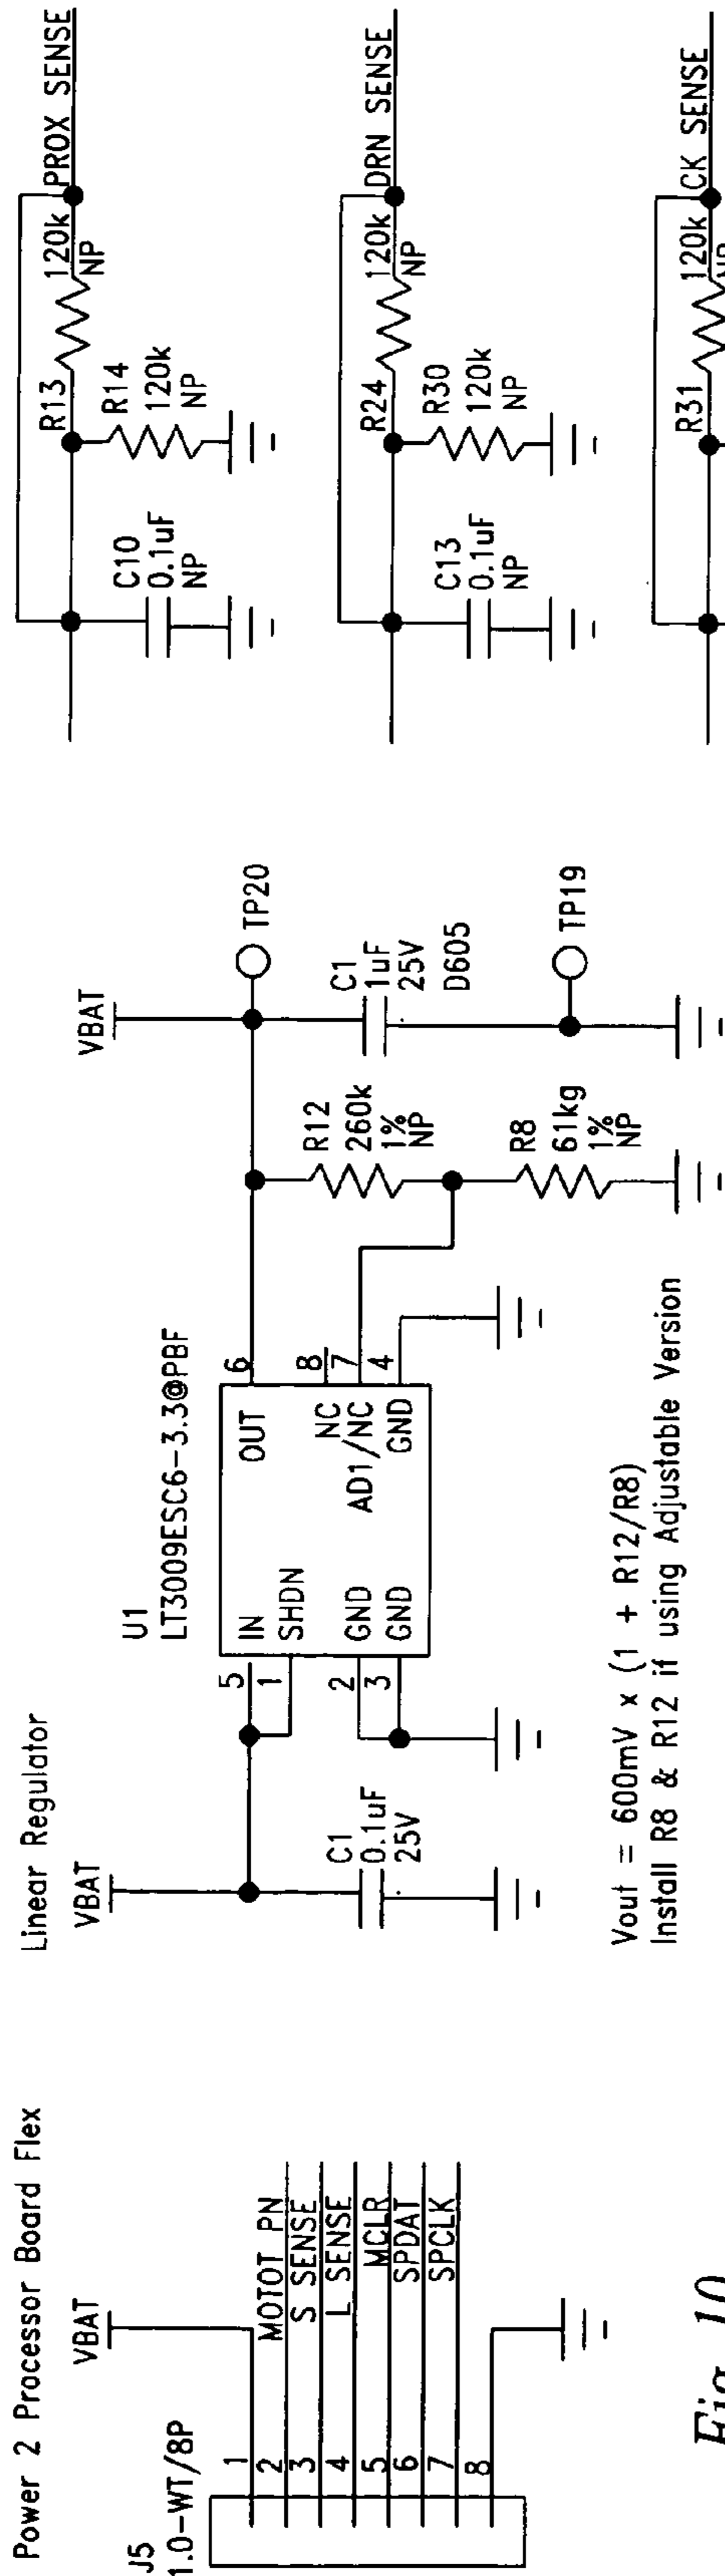 Power 2 Processor Board Flex
VBAT
J5
1.0-WT/8P
1
2
3
4
5
6
7
8
MOTOT PN
S SENSE
L SENSE
MCLR
SPDAT
SPCLK
Linear Regulator
VBAT
C1
0.1uF
25V
U1
LT3009ESC6-3.3@PBF
5
1
2
3
IN
SHDN
GND
GND
OUT
NC
AD1/NC
GND
6
8
7
4
VBAT
TP20
R12
260k
1%
NP
R8
61kg
1%
NP
C1
1uF
25V
D605
TP19
Vout = 600mV x (1 + R12/R8)
Install R8 & R12 if using Adjustable Version
C10
0.1uF
NP
R13
120k
NP
R14
120k
NP
PROX SENSE
C13
0.1uF
NP
R24
120k
NP
R30
120k
NP
DRN SENSE
R31
120k
NP
CK SENSE
Fig. 10